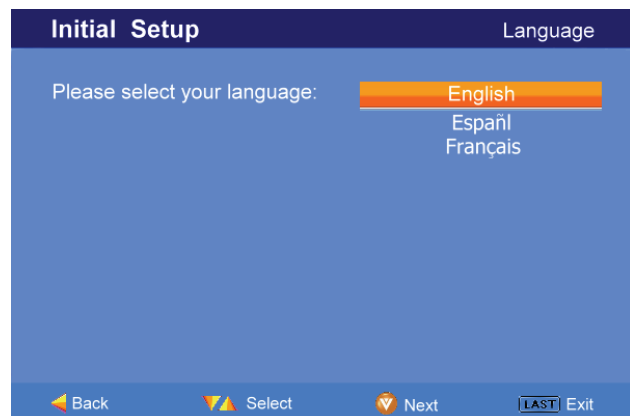 Initial Setup Language
Please select your language: English
Españl
Français
Back Select V Next LAST Exit